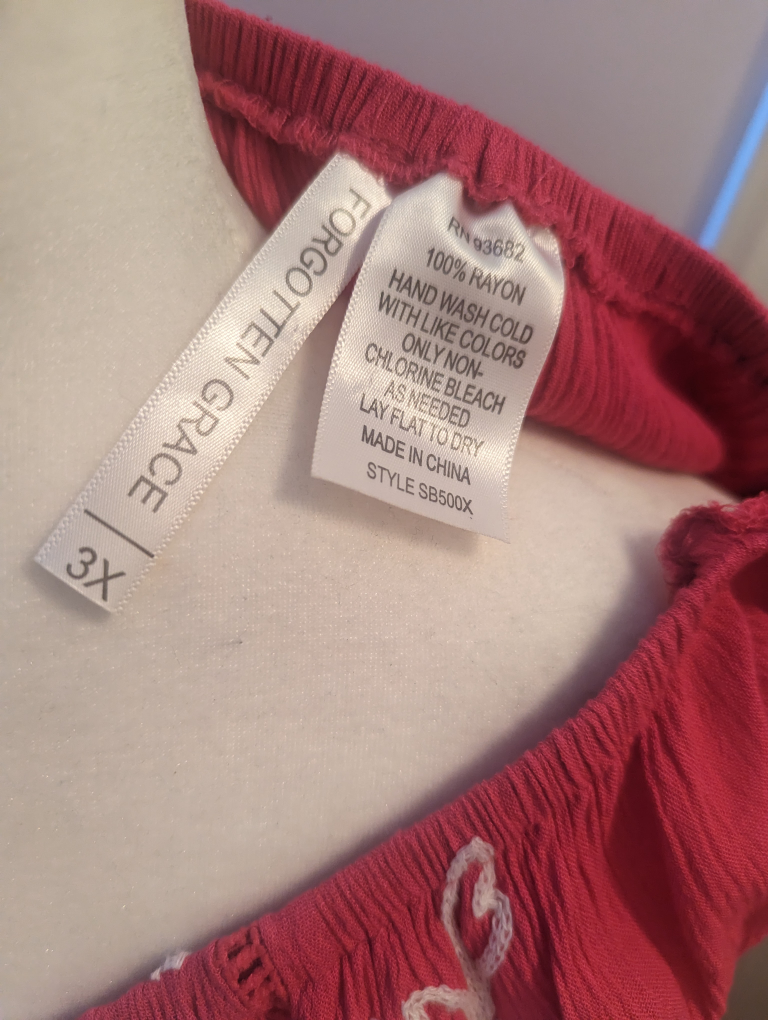 FORGOTTEN GRACE
3X
RN 93682
100% RAYON
HAND WASH COLD
WITH LIKE COLORS
ONLY NON-
CHLORINE BLEACH
AS NEEDED
LAY FLAT TO DRY
MADE IN CHINA
STYLE SB500X